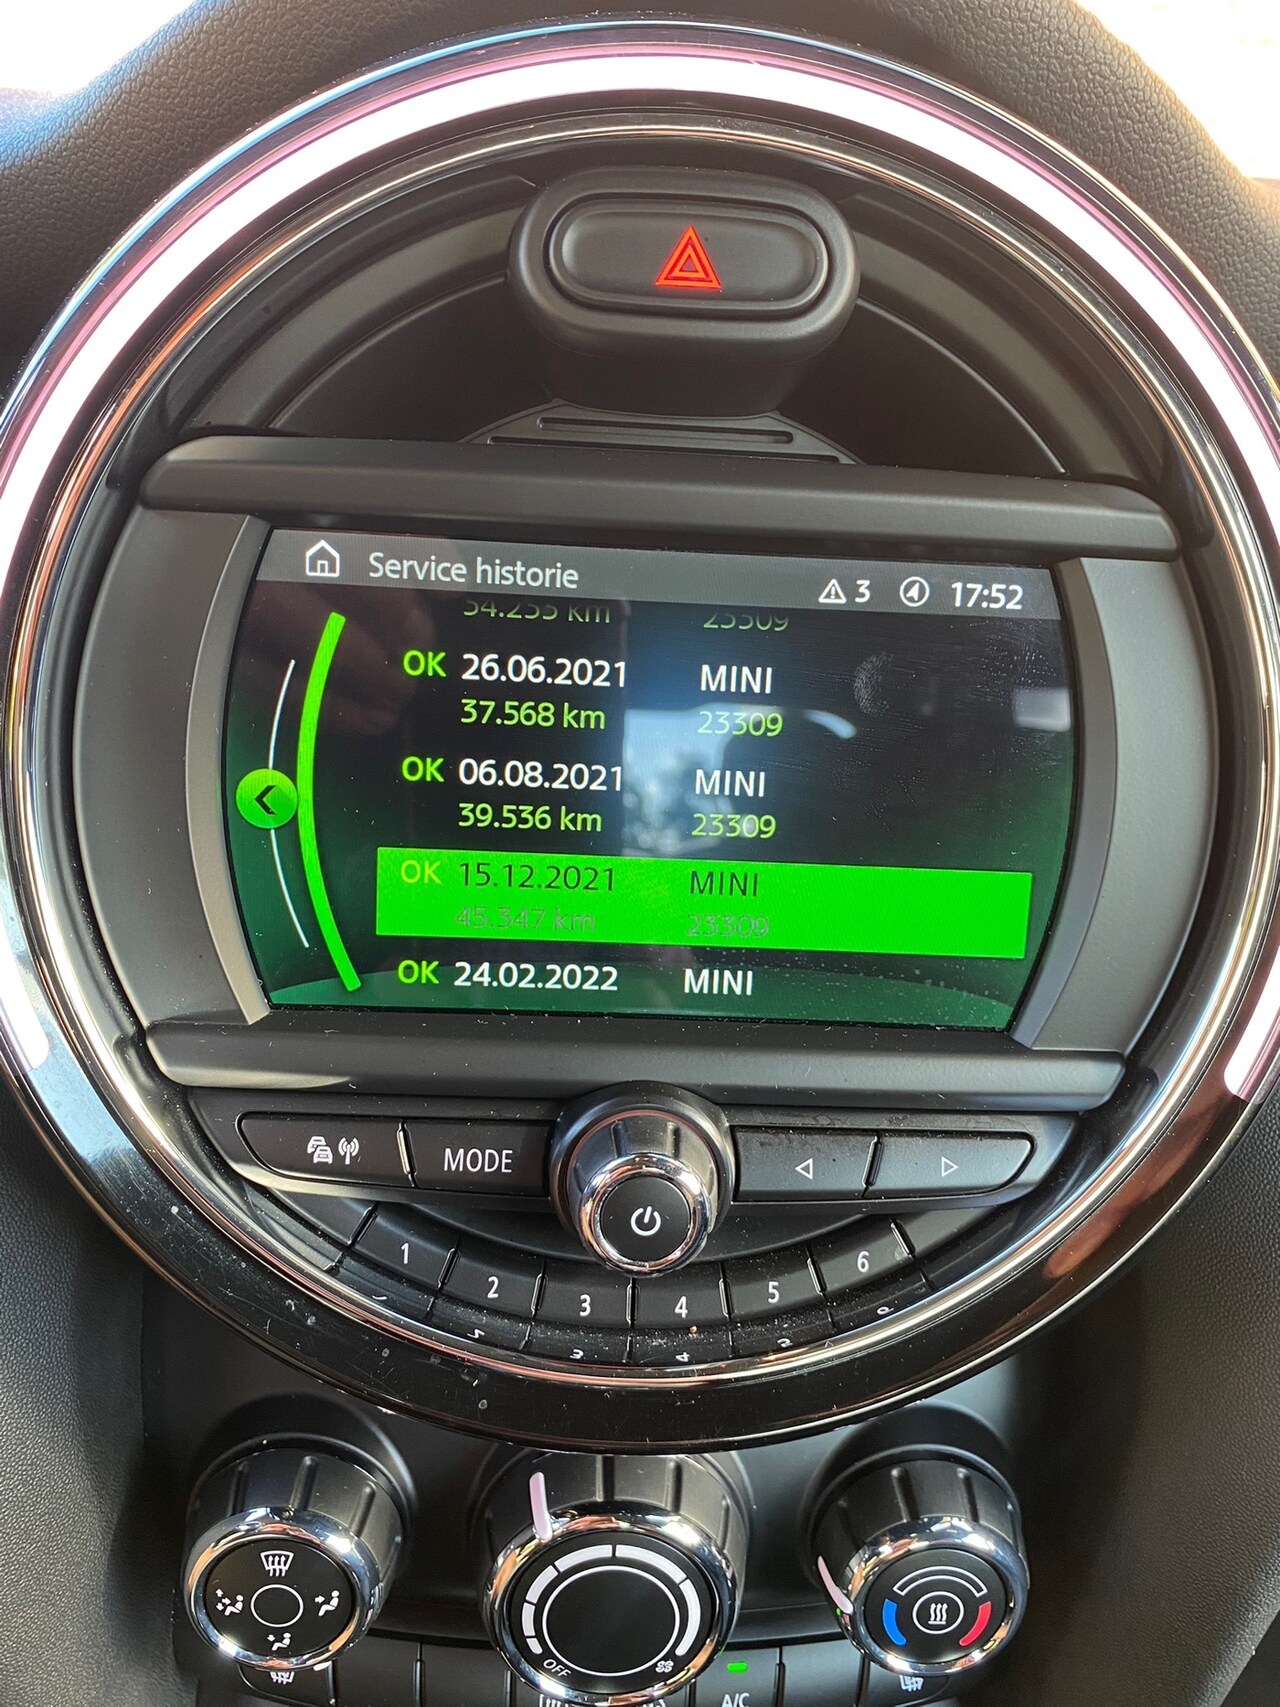 Service historie
3
17:52
23309
OK 26.06.2021 MINI
37.568 km 23309
OK 06.08.2021 MINI
39.536 km 23309
OK 15.12.2021 MINI
45.347 km 23309
OK 24.02.2022 MINI
MODE
1 2 3 4 5 6
OFF
A/C